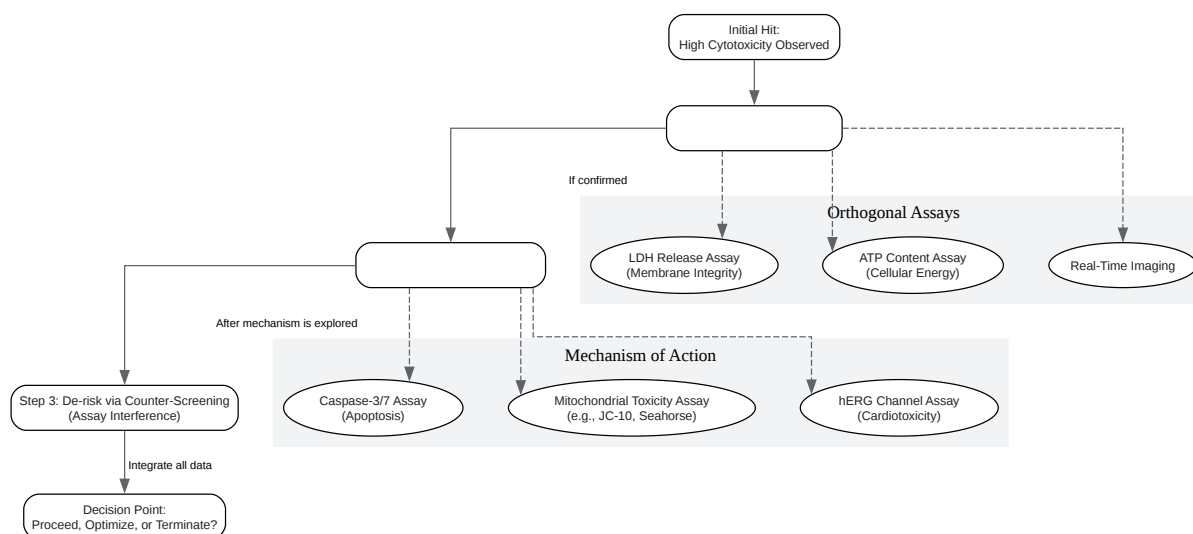 Initial Hit:
High Cytotoxicity Observed
If confirmed
Orthogonal Assays
LDH Release Assay
(Membrane Integrity)
ATP Content Assay
(Cellular Energy)
Real-Time Imaging
After mechanism is explored
Mechanism of Action
Step 3: De-risk via Counter-Screening
(Assay Interference)
Caspase-3/7 Assay
(Apoptosis)
Mitochondrial Toxicity Assay
(e.g., JC-10, Seahorse)
hERG Channel Assay
(Cardiotoxicity)
Integrate all data
Decision Point:
Proceed, Optimize, or Terminate?